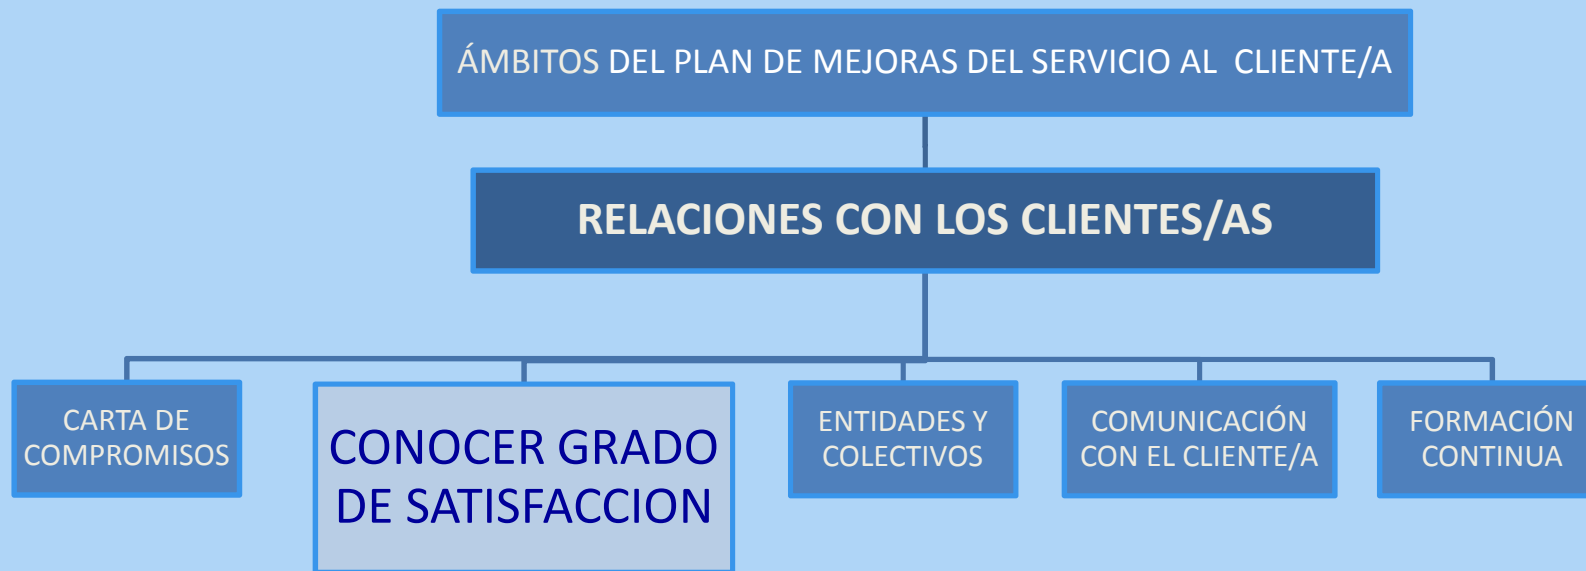 ÁMBITOS DEL PLAN DE MEJORAS DEL SERVICIO AL CLIENTE/A
RELACIONES CON LOS CLIENTES/AS
CARTA DE
COMPROMISOS
CONOCER GRADO
DE SATISFACCION
ENTIDADES Y
COLECTIVOS
COMUNICACIÓN
CON EL CLIENTE/A
FORMACIÓN
CONTINUA